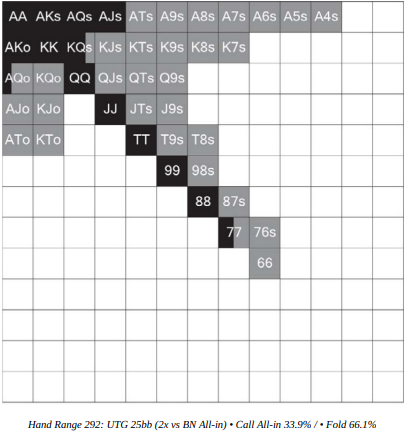 AA AKs AQs AJs ATs A9s A8s A7s A6s A5s A4s
AKo KK KQs KJs KTs K9s K8s K7s
AQo KQo QQ QJs QTs Q9s
AJo KJo JJ JTs J9s
ATo KTo TT T9s T8s
99 98s
88 87s
77 76s
66
Hand Range 292: UTG 25bb (2x vs BN All-in) • Call All-in 33.9% / • Fold 66.1%